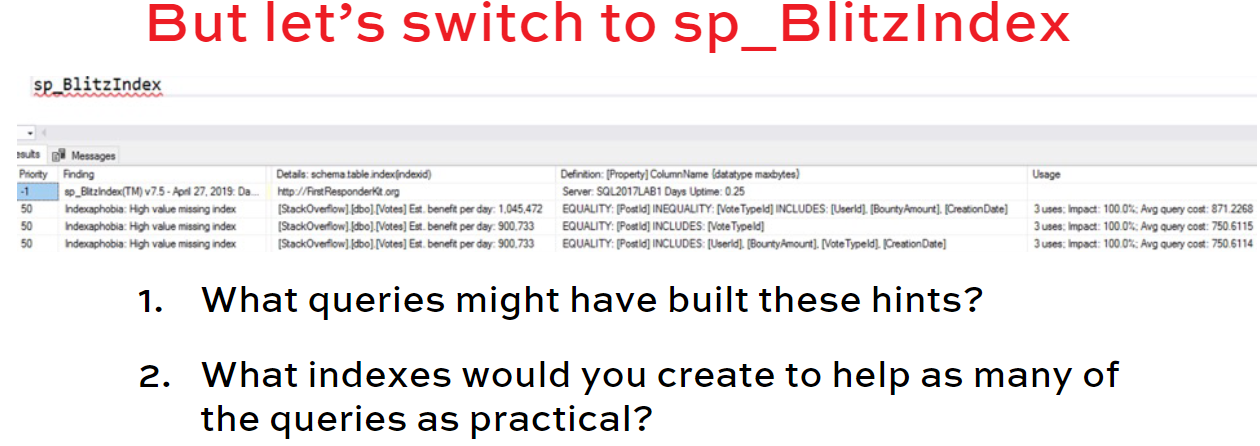 But let's switch to sp_BlitzIndex
sp_BlitzIndex
esults Messages
Priority Finding Details: schema.table.index(indexid) Definition: [Property] ColumnName {datatype maxbytes} Usage
-1 sp_BlitzIndex(TM) v7.5 - April 27, 2019: Da... http://FirstResponderKit.org Server: SQL2017LAB1 Days Uptime: 0.25
50 Indexaphobia: High value missing index [StackOverflow].[dbo].[Votes] Est. benefit per day: 1,045,472 EQUALITY: [PostId] INEQUALITY: [VoteTypeId] INCLUDES: [UserId], [BountyAmount], [CreationDate] 3 uses; Impact: 100.0%; Avg query cost: 871.2268
50 Indexaphobia: High value missing index [StackOverflow].[dbo].[Votes] Est. benefit per day: 900,733 EQUALITY: [PostId] INCLUDES: [VoteTypeId] 3 uses; Impact: 100.0%; Avg query cost: 750.6115
50 Indexaphobia: High value missing index [StackOverflow].[dbo].[Votes] Est. benefit per day: 900,733 EQUALITY: [PostId] INCLUDES: [UserId], [BountyAmount], [VoteTypeId], [CreationDate] 3 uses; Impact: 100.0%; Avg query cost: 750.6114
1. What queries might have built these hints?
2. What indexes would you create to help as many of
the queries as practical?